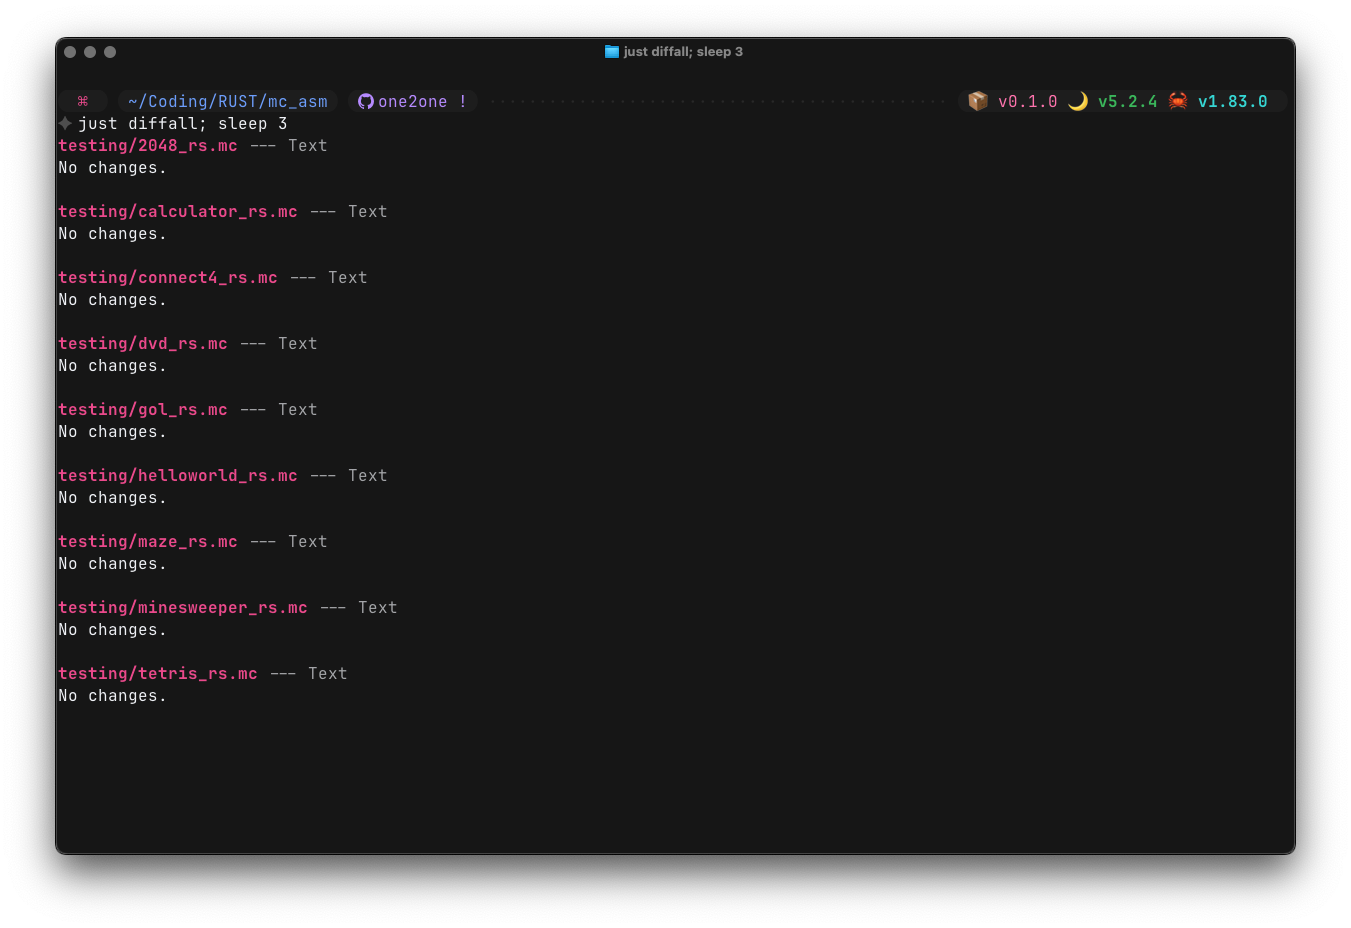 just diffall; sleep 3
⌘ ~/Coding/RUST/mc_asm one2one ! 📦 v0.1.0 🌙 v5.2.4 🦀 v1.83.0
✦ just diffall; sleep 3
testing/2048_rs.mc --- Text
No changes.
testing/calculator_rs.mc --- Text
No changes.
testing/connect4_rs.mc --- Text
No changes.
testing/dvd_rs.mc --- Text
No changes.
testing/gol_rs.mc --- Text
No changes.
testing/helloworld_rs.mc --- Text
No changes.
testing/maze_rs.mc --- Text
No changes.
testing/minesweeper_rs.mc --- Text
No changes.
testing/tetris_rs.mc --- Text
No changes.